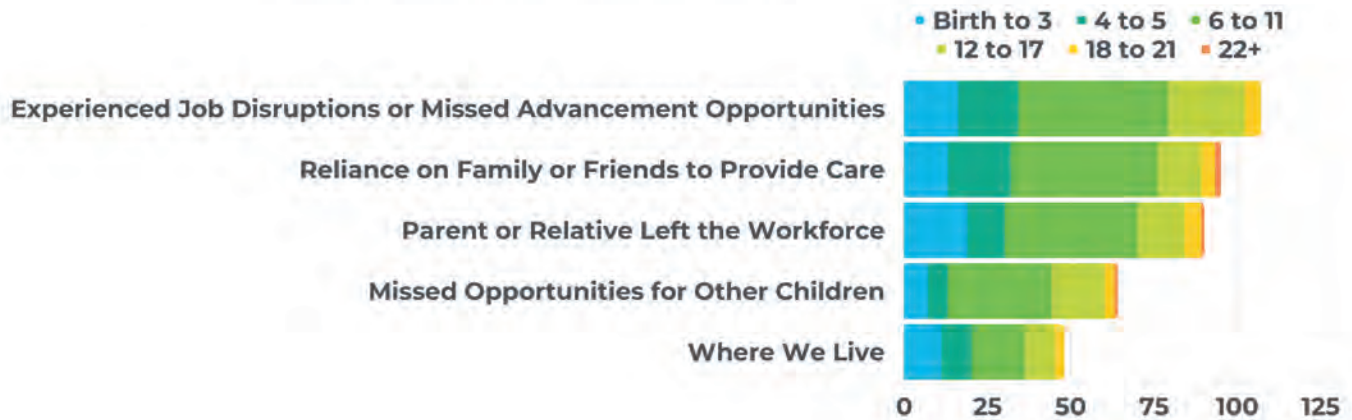 Birth to 3 4 to 5 6 to 11
12 to 17 18 to 21 22+
Experienced Job Disruptions or Missed Advancement Opportunities
Reliance on Family or Friends to Provide Care
Parent or Relative Left the Workforce
Missed Opportunities for Other Children
Where We Live
0 25 50 75 100 125